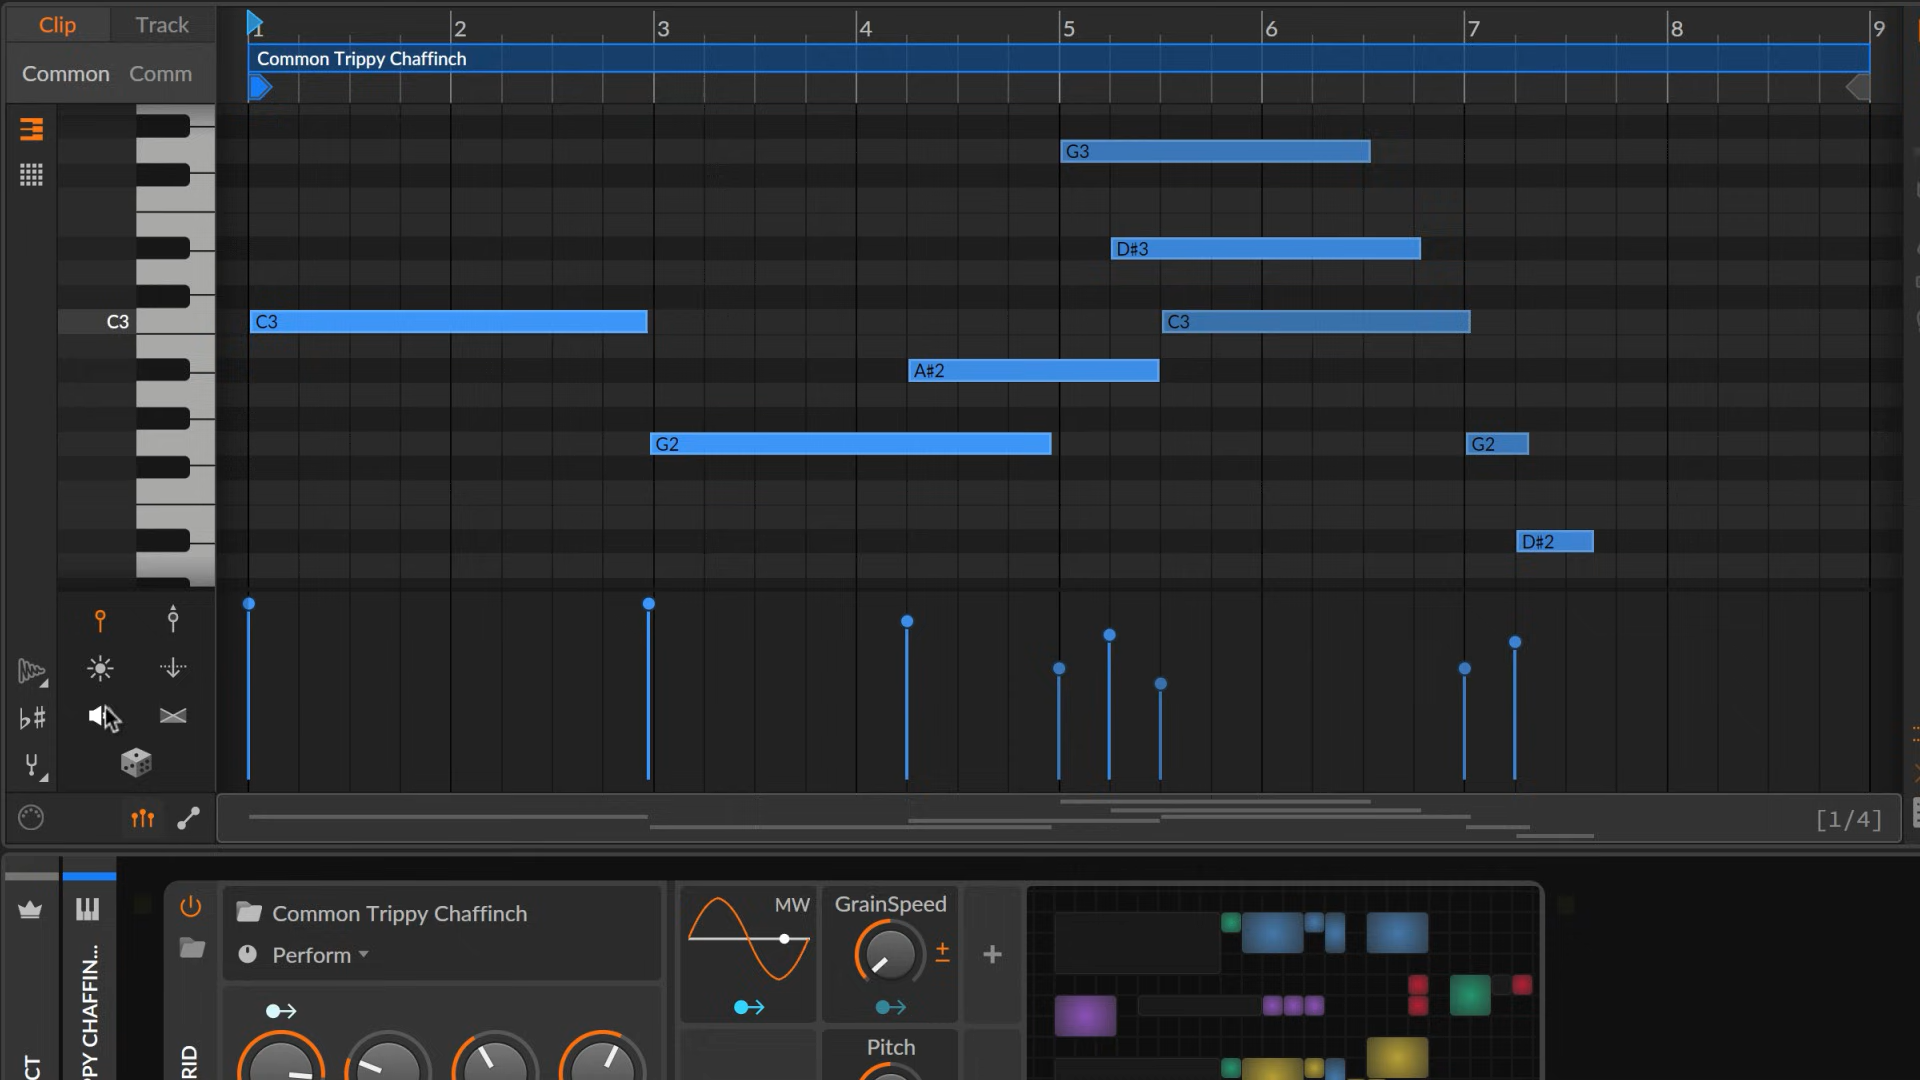 Clip Track
1 2 3 4 5 6 7 8 9
Common Trippy Chaffinch
Common Comm
G3
D#3
C3
C3
C3
A#2
G2
G2
D#2
[1/4]
Common Trippy Chaffinch
MW
GrainSpeed
Perform
Pitch
PPY CHAFFIN...
CT
RID